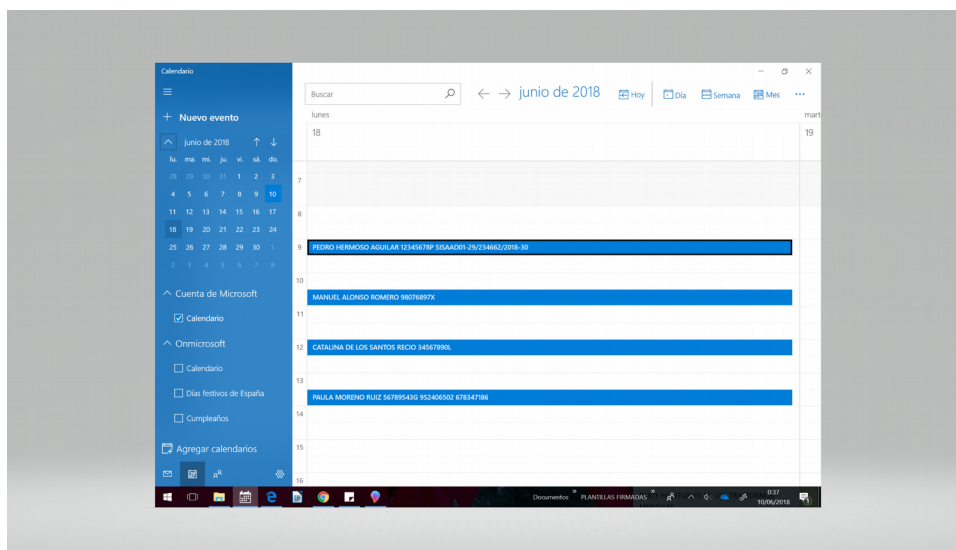 Calendario
Buscar
junio de 2018
Hoy
Día
Semana
Mes
+ Nuevo evento
lunes
mart
18
19
junio de 2018
lu. ma. mi. ju. vi. sá. do.
28 29 30 31 1 2 3
4 5 6 7 8 9 10
11 12 13 14 15 16 17
18 19 20 21 22 23 24
25 26 27 28 29 30 1
2 3 4 5 6 7 8
7
8
9 PEDRO HERMOSO AGUILAR 12345678P SISAAD01-29/234662/2018-30
10
MANUEL ALONSO ROMERO 98076897X
11
12 CATALINA DE LOS SANTOS RECIO 34567890L
13
PAULA MORENO RUIZ 56789543G 952406502 678347186
14
15
16
Cuenta de Microsoft
Calendario
Onmicrosoft
Calendario
Días festivos de España
Cumpleaños
Agregar calendarios
Documentos » PLANTILLAS FIRMADAS »
0:37
10/06/2018
1